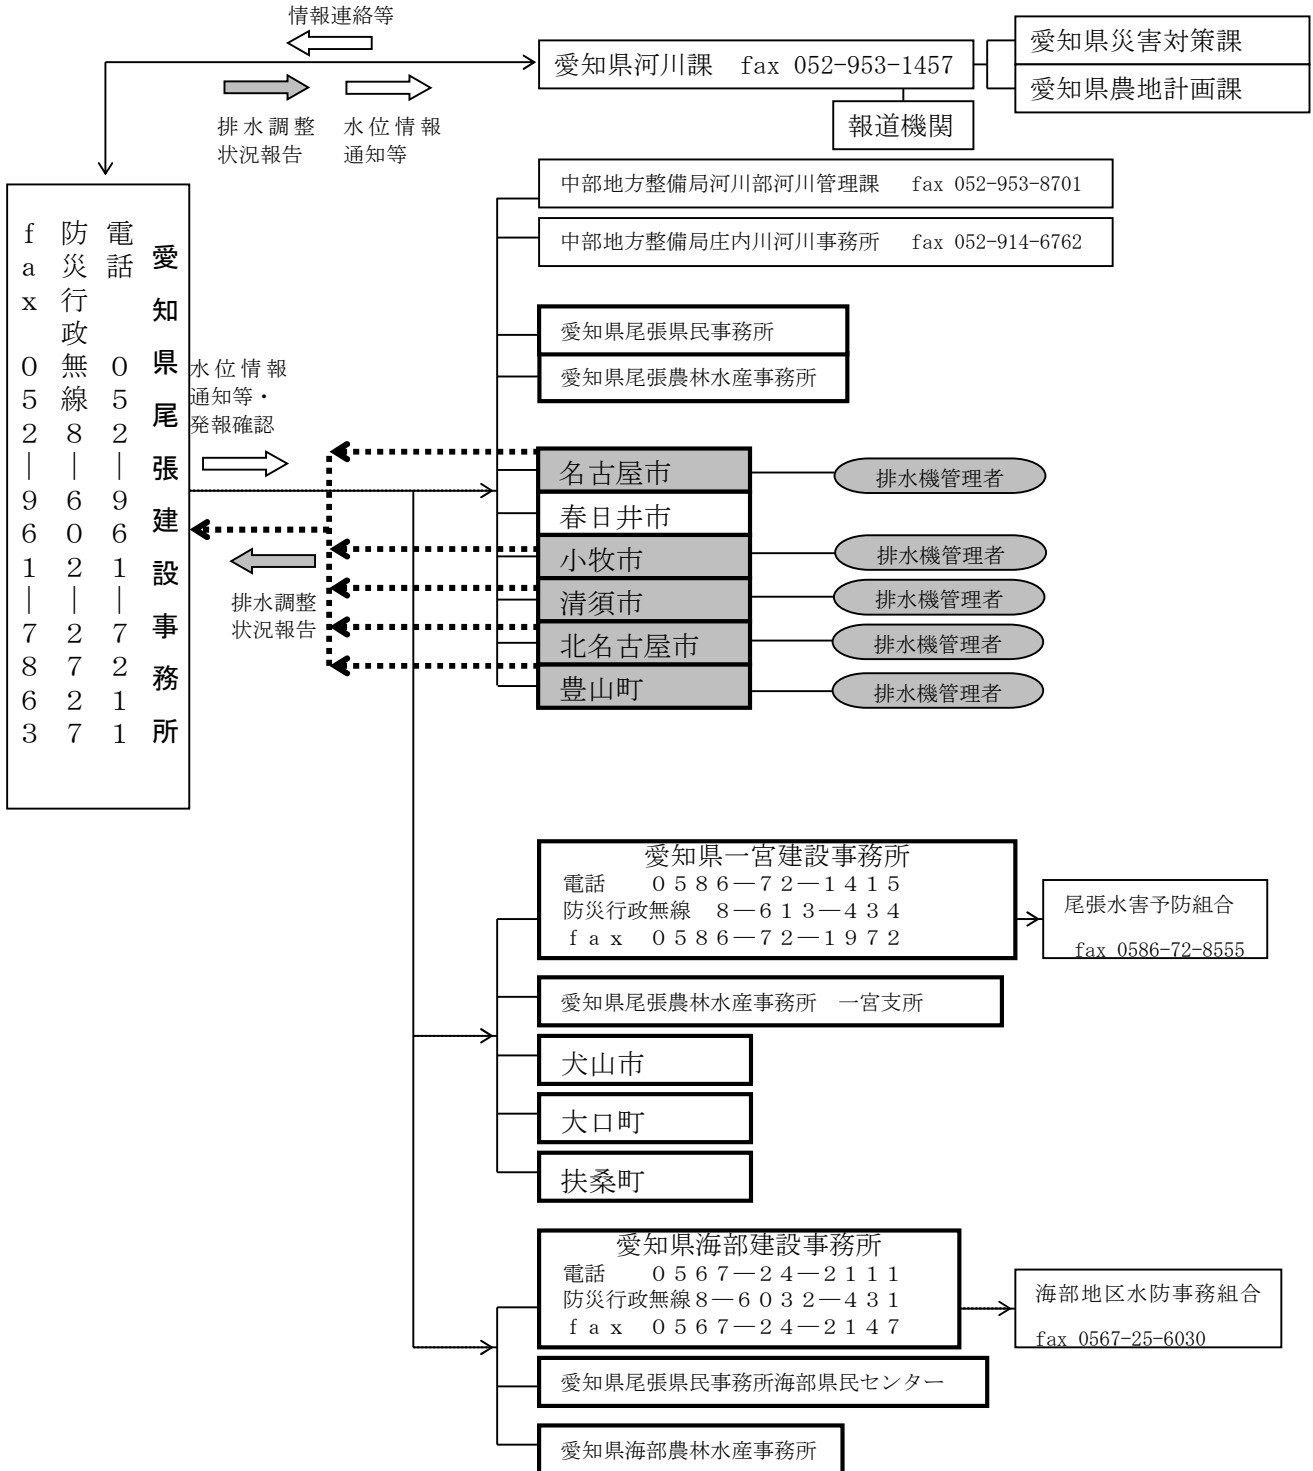 情報連絡等
愛知県河川課　fax 052-953-1457
愛知県災害対策課
愛知県農地計画課
報道機関
排水調整
状況報告
水位情報
通知等
愛知県尾張建設事務所
電話　　０５２―９６１―７２１１
防災行政無線８―６０２―２７２７
ｆａｘ　０５２―９６１―７８６３
水位情報
通知等・
発報確認
排水調整
状況報告
中部地方整備局河川部河川管理課　fax 052-953-8701
中部地方整備局庄内川河川事務所　fax 052-914-6762
愛知県尾張県民事務所
愛知県尾張農林水産事務所
名古屋市
排水機管理者
春日井市
小牧市
排水機管理者
清須市
排水機管理者
北名古屋市
排水機管理者
豊山町
排水機管理者
愛知県一宮建設事務所
電話　　０５８６―７２―１４１５
防災行政無線　８―６１３―４３４
ｆａｘ　０５８６―７２―１９７２
尾張水害予防組合
fax 0586-72-8555
愛知県尾張農林水産事務所　一宮支所
犬山市
大口町
扶桑町
愛知県海部建設事務所
電話　　０５６７―２４―２１１１
防災行政無線８―６０３２―４３１
ｆａｘ　０５６７―２４―２１４７
海部地区水防事務組合
fax 0567-25-6030
愛知県尾張県民事務所海部県民センター
愛知県海部農林水産事務所